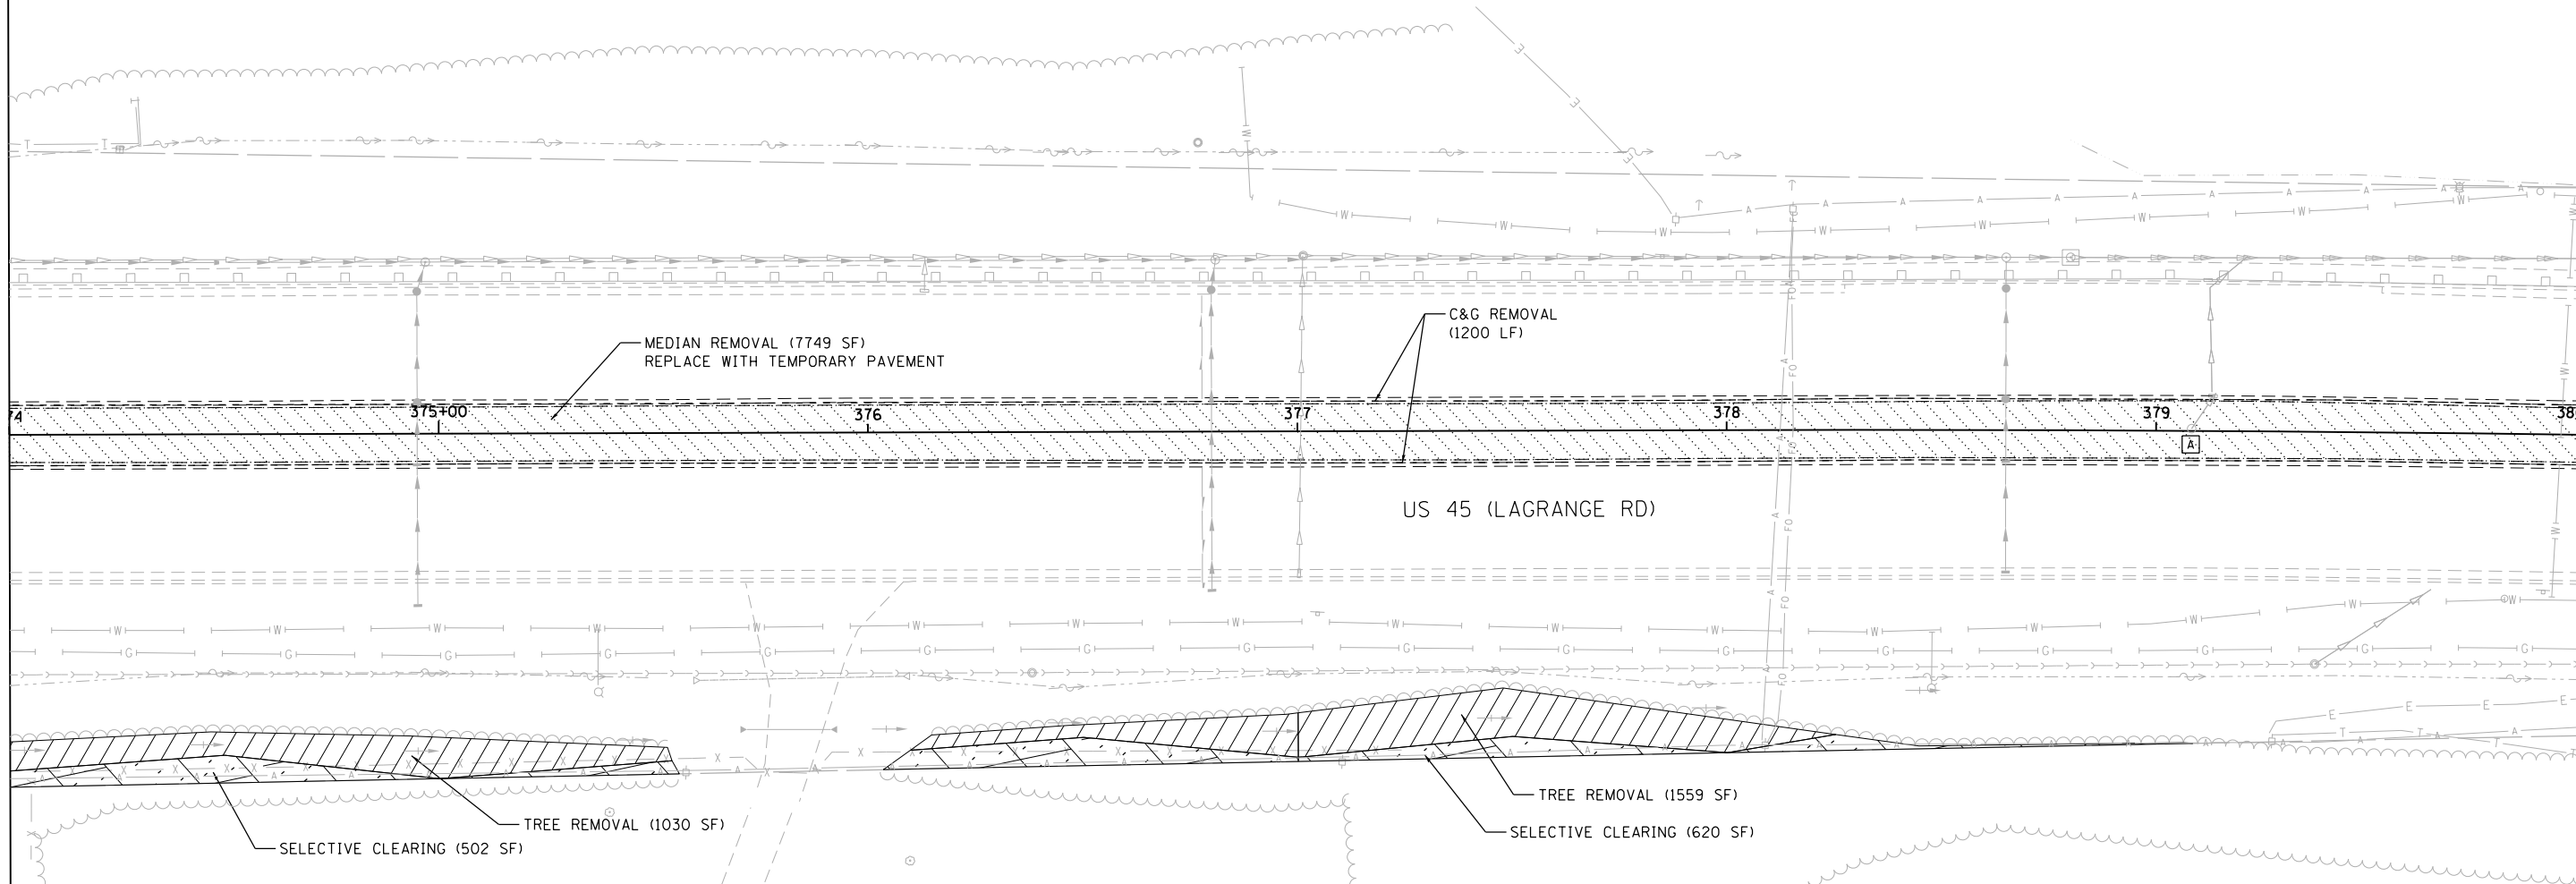 C&G REMOVAL
(1200 LF)
MEDIAN REMOVAL (7749 SF)
REPLACE WITH TEMPORARY PAVEMENT
375+00
376
377
378
379
A
US 45 (LAGRANGE RD)
TREE REMOVAL (1559 SF)
TREE REMOVAL (1030 SF)
SELECTIVE CLEARING (620 SF)
SELECTIVE CLEARING (502 SF)